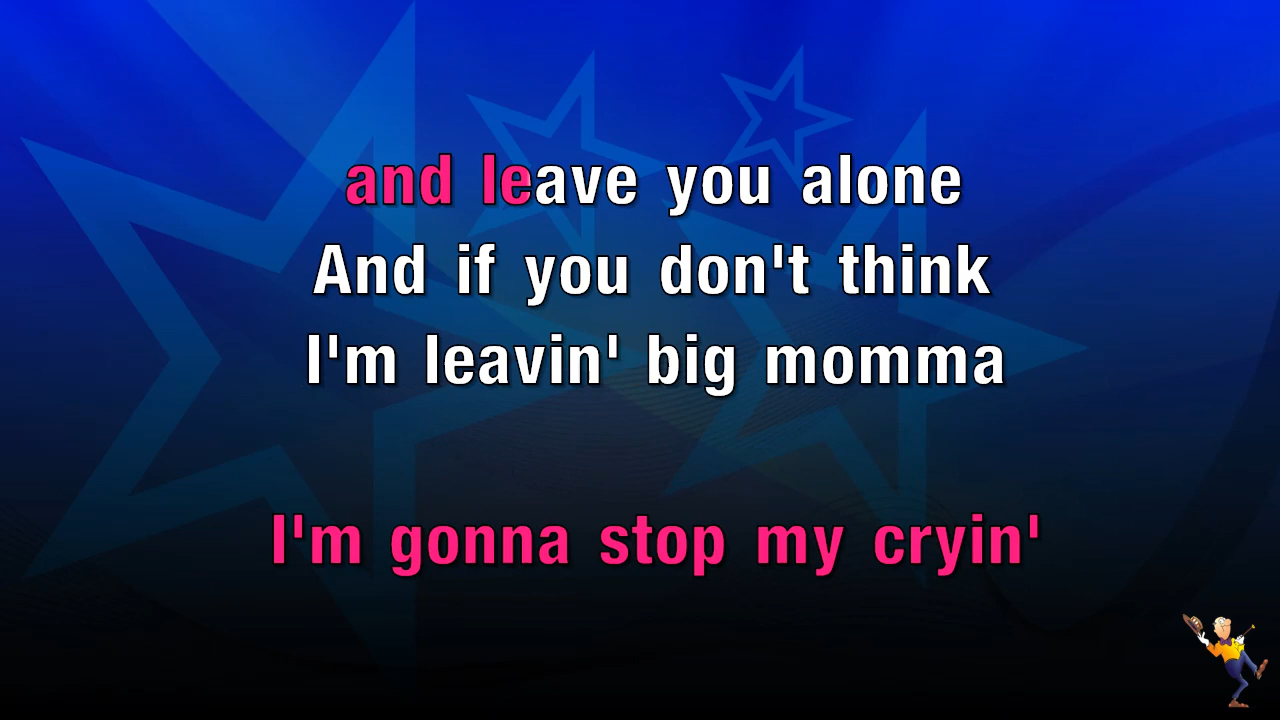 and leave you alone
And if you don't think
I'm leavin' big momma
I'm gonna stop my cryin'